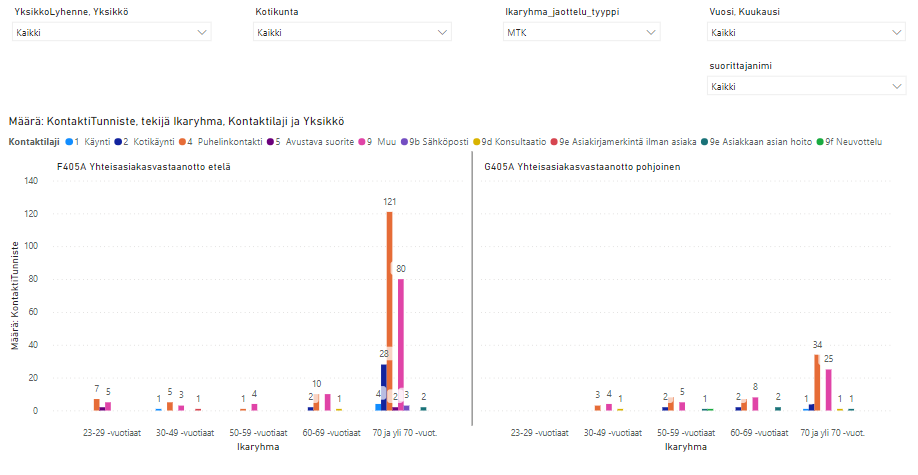 YksikkoLyhenne, Yksikkö Kotikunta Ikaryhma_jaottelu_tyyppi Vuosi, Kuukausi
Kaikki Kaikki MTK Kaikki
suorittajanimi
Kaikki
Määrä: KontaktiTunniste, tekijä Ikaryhma, Kontaktilaji ja Yksikkö
Kontaktilaji 1 Käynti 2 Kotikäynti 4 Puhelinkontakti 5 Avustava suorite 9 Muu 9b Sähköposti 9d Konsultaatio 9e Asiakirjamerkintä ilman asiaka 9e Asiakkaan asian hoito 9f Neuvottelu
F405A Yhteisasiakasvastaanotto etelä G405A Yhteisasiakasvastaanotto pohjoinen
Määrä: KontaktiTunniste
140
120
100
80
60
40
20
0
7 5 1 5 3 1 1 4 2 10 1 4 28 121 2 80 3 2
3 4 1 2 5 1 2 8 2 1 34 25 1 1
23-29 -vuotiaat 30-49 -vuotiaat 50-59 -vuotiaat 60-69 -vuotiaat 70 ja yli 70 -vuot. 23-29 -vuotiaat 30-49 -vuotiaat 50-59 -vuotiaat 60-69 -vuotiaat 70 ja yli 70 -vuot.
Ikaryhma Ikaryhma